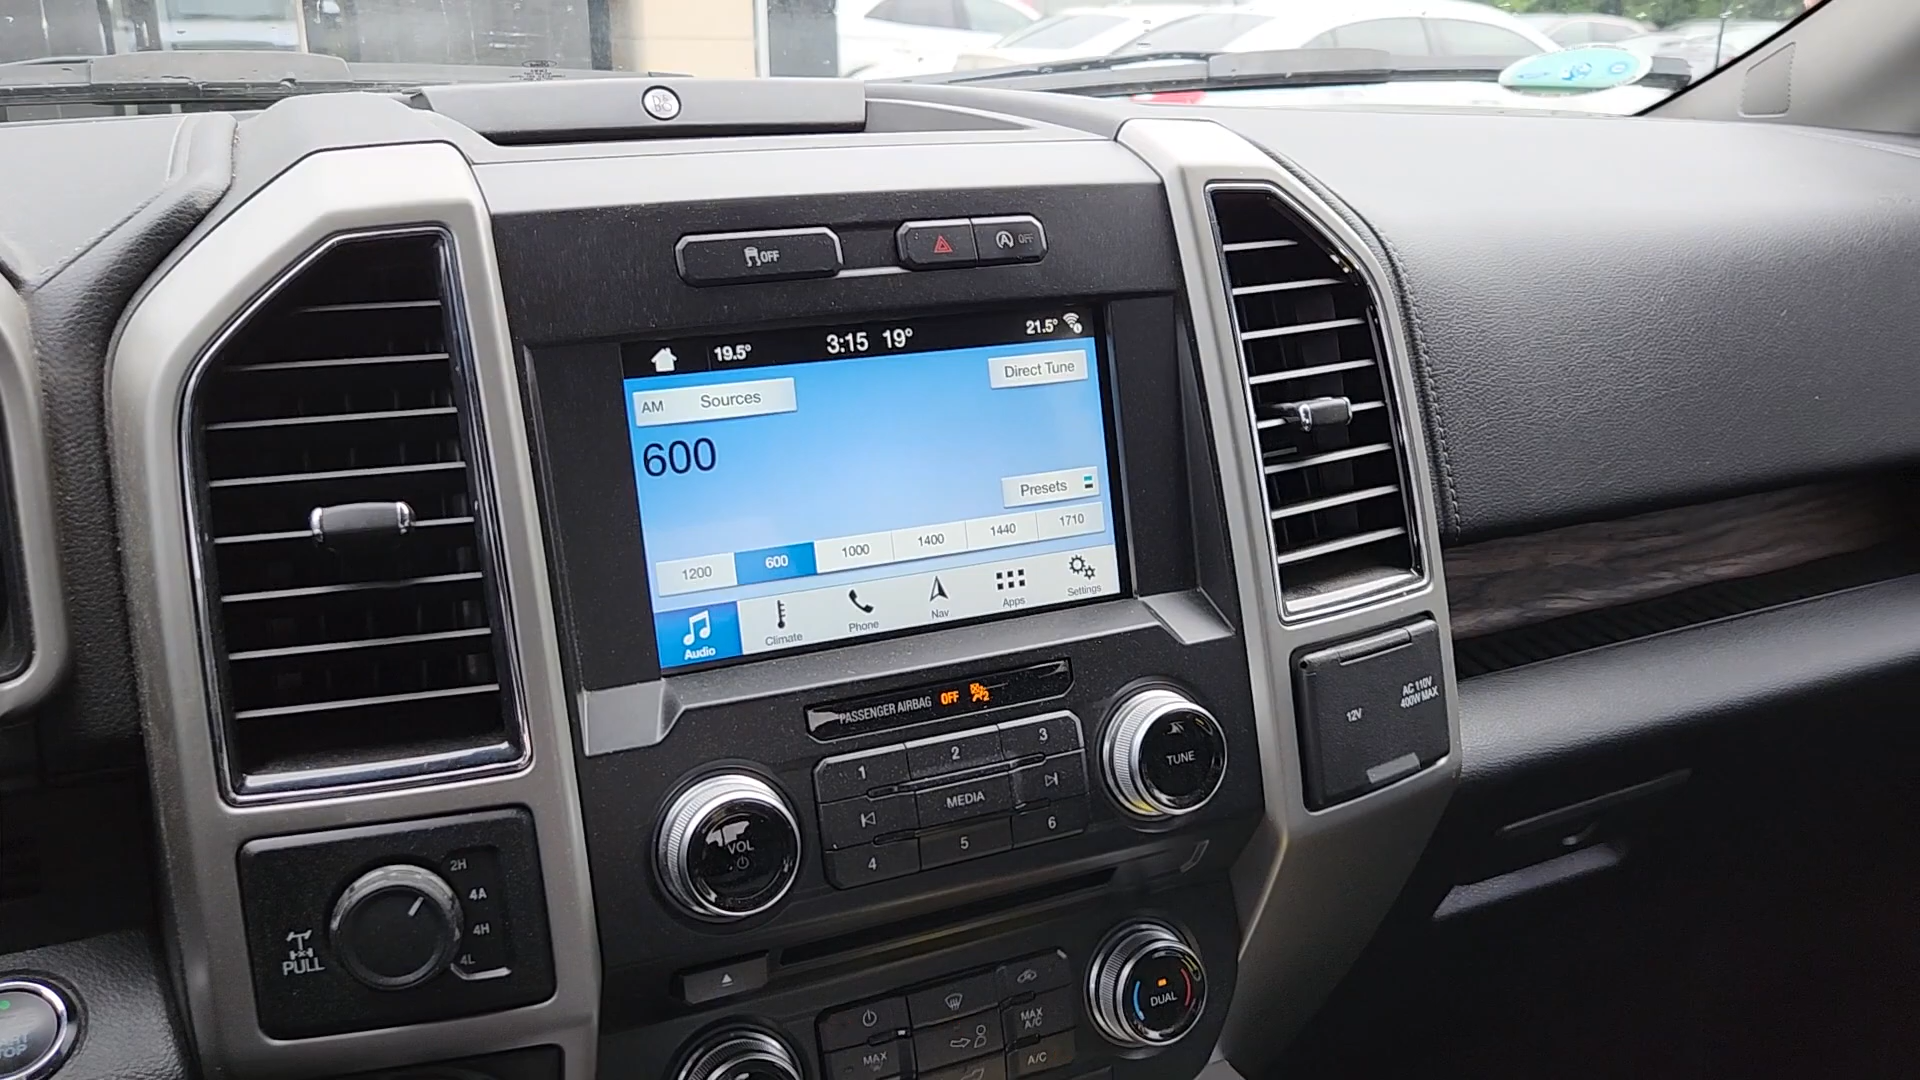 OFF
OFF
19.5° 3:15 19° 21.5°
Direct Tune
AM Sources
600
Presets
1200 600 1000 1400 1440 1710
Audio Climate Phone Nav Apps Settings
PASSENGER AIRBAG OFF 2
1 2 3
MEDIA
4 5 6
VOL
TUNE
12V
AC 110V
400W MAX
2H
4A
4H
4L
PULL
DUAL
MAX
A/C
MAX
A/C